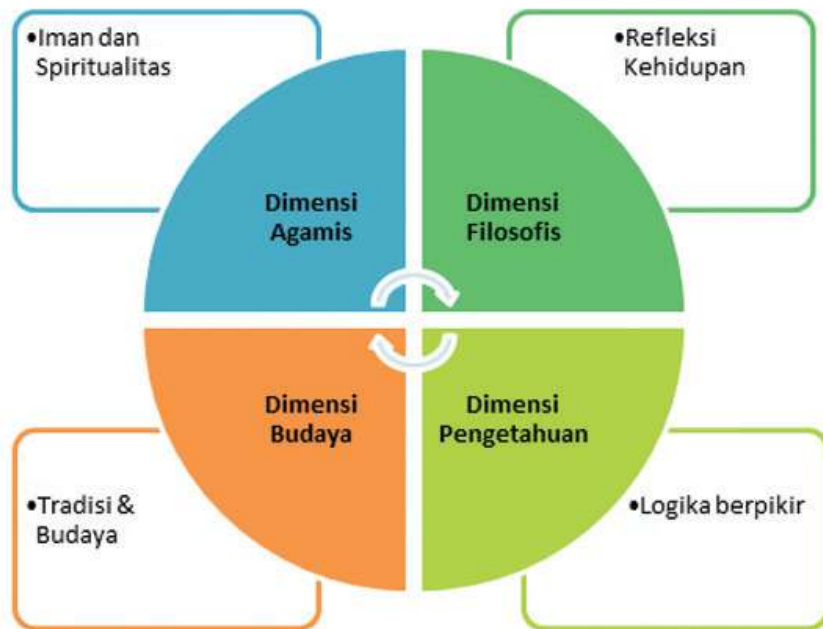 •Iman dan
Spiritualitas
•Refleksi
Kehidupan
Dimensi
Agamis
Dimensi
Filosofis
Dimensi
Budaya
Dimensi
Pengetahuan
•Tradisi &
Budaya
•Logika berpikir